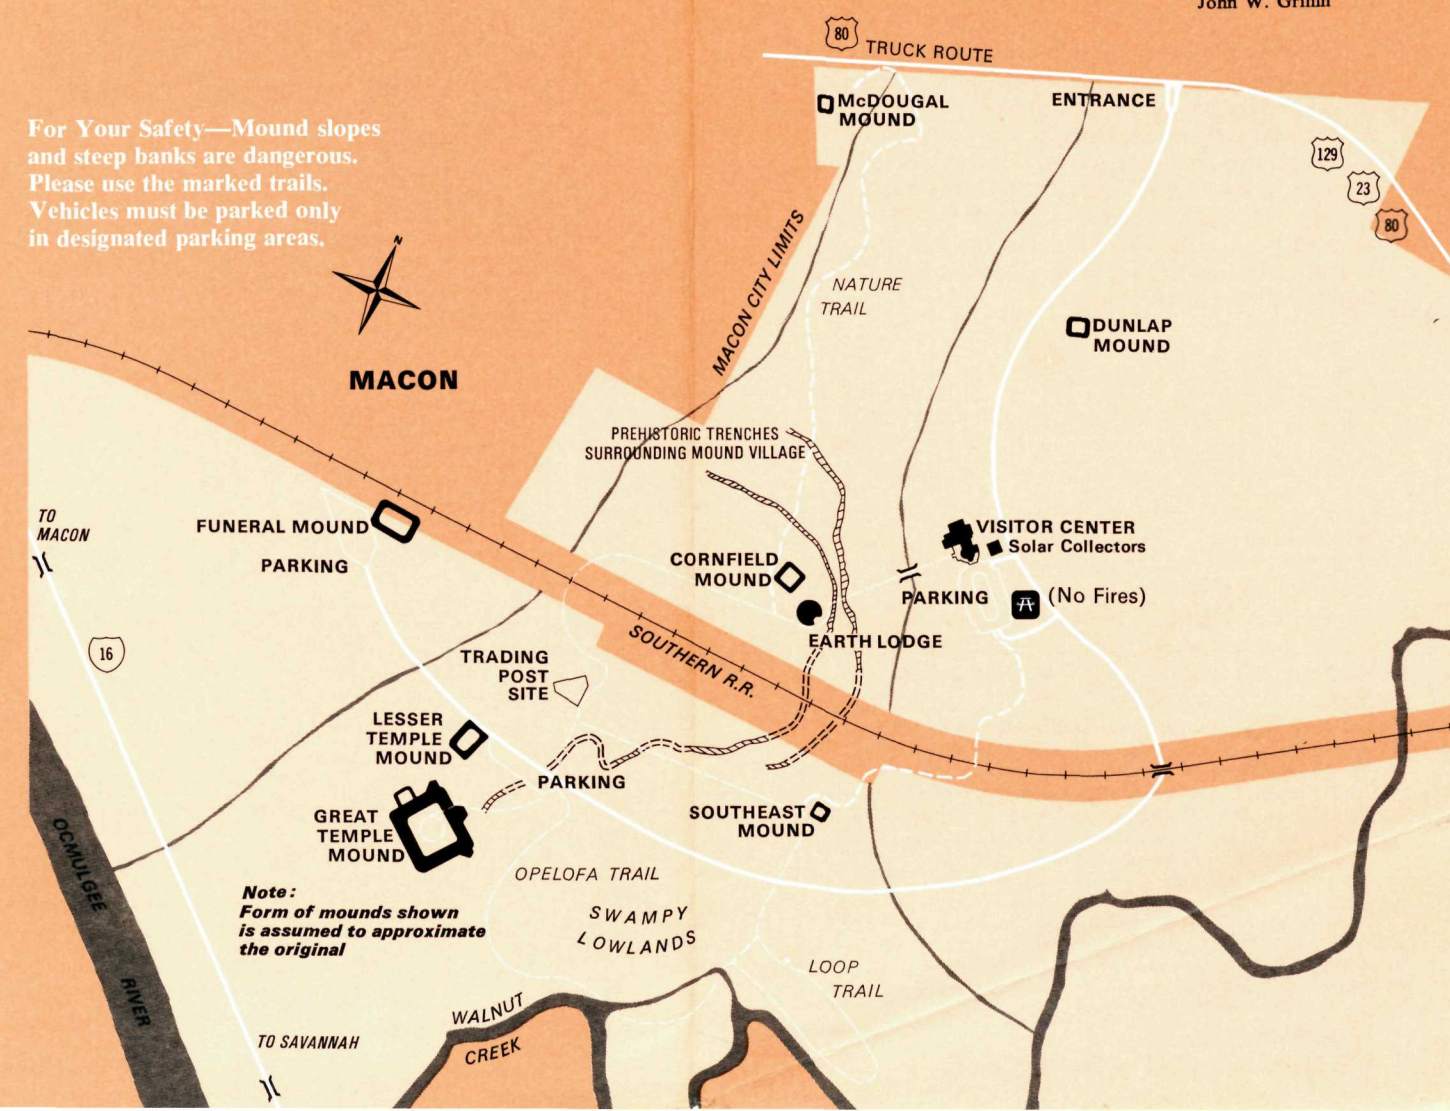 John W. Griffin
80
TRUCK ROUTE
McDOUGAL
MOUND
ENTRANCE
For Your Safety—Mound slopes
and steep banks are dangerous.
Please use the marked trails.
Vehicles must be parked only
in designated parking areas.
129
23
80
N
MACON CITY LIMITS
NATURE
TRAIL
DUNLAP
MOUND
MACON
PREHISTORIC TRENCHES
SURROUNDING MOUND VILLAGE
TO
MACON
FUNERAL MOUND
PARKING
VISITOR CENTER
Solar Collectors
CORNFIELD
MOUND
PARKING
(No Fires)
EARTH LODGE
16
SOUTHERN R.R.
TRADING
POST
SITE
LESSER
TEMPLE
MOUND
PARKING
GREAT
TEMPLE
MOUND
SOUTHEAST
MOUND
OPELOFA TRAIL
Note:
Form of mounds shown
is assumed to approximate
the original
SWAMPY
LOWLANDS
OCMULGEE
RIVER
LOOP
TRAIL
WALNUT
CREEK
TO SAVANNAH